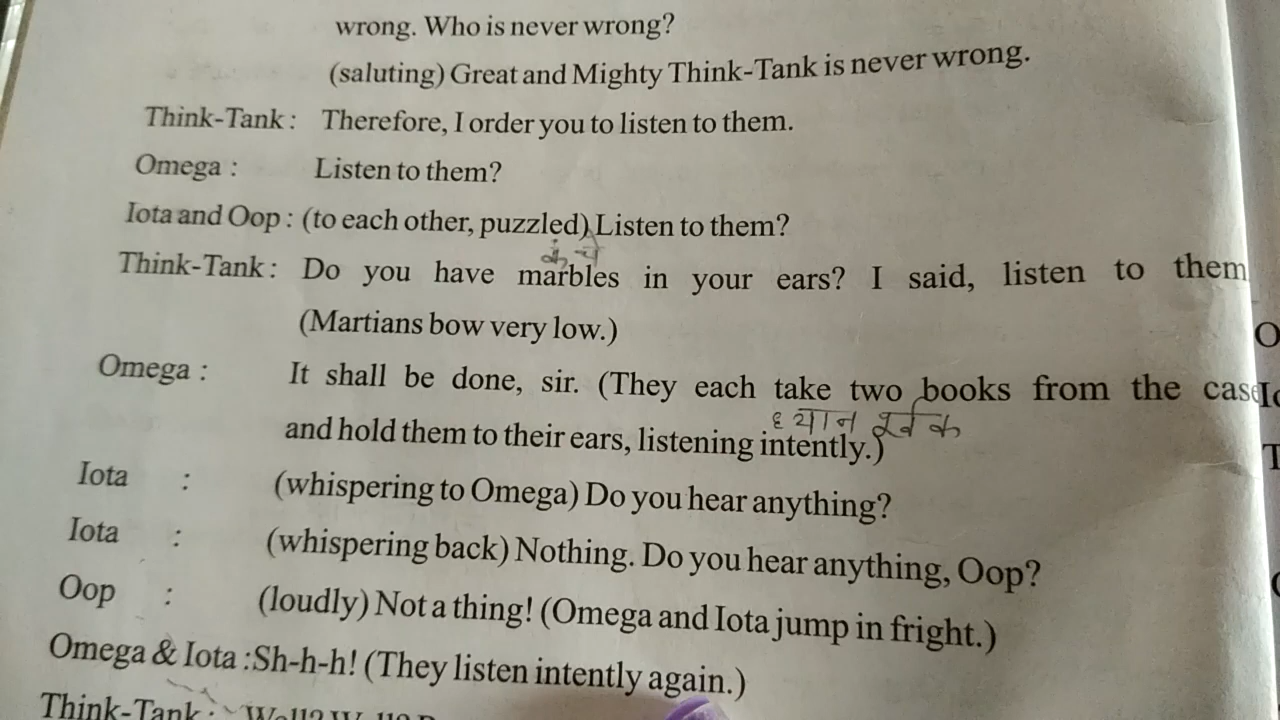 wrong. Who is never wrong?
(saluting) Great and Mighty Think-Tank is never wrong.
Think-Tank : Therefore, I order you to listen to them.
Omega : Listen to them?
Iota and Oop : (to each other, puzzled) Listen to them?
कंचे
Think-Tank : Do you have marbles in your ears? I said, listen to them
(Martians bow very low.)
Omega : It shall be done, sir. (They each take two books from the case
ध्यान पूर्वक
and hold them to their ears, listening intently.)
Iota : (whispering to Omega) Do you hear anything?
Iota : (whispering back) Nothing. Do you hear anything, Oop?
Oop : (loudly) Not a thing! (Omega and Iota jump in fright.)
Omega & Iota :Sh-h-h! (They listen intently again.)
Think-Tank :